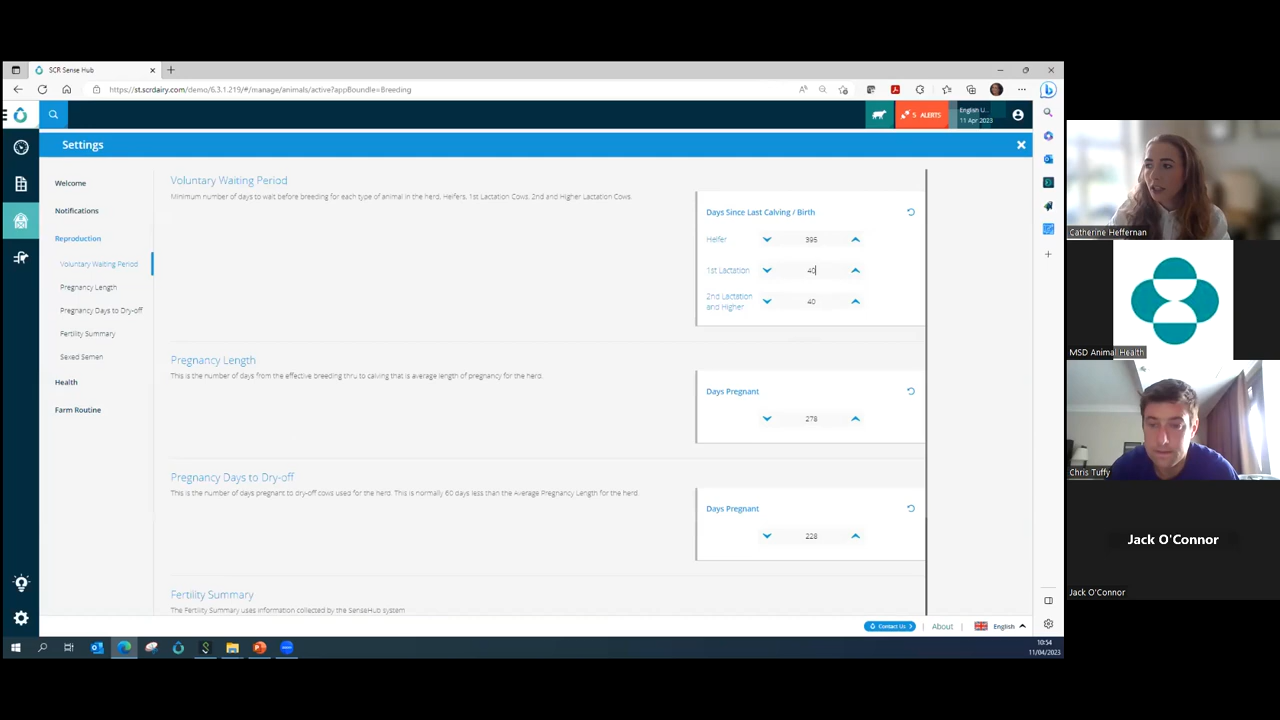 SCR Sense Hub
https://st.scrdairy.com/demo/6.3.1.219/#/manage/animals/active?appBoundle=Breeding
5 ALERTS
English U...
11 Apr 2023
Settings
Welcome
Notifications
Reproduction
Voluntary Waiting Period
Pregnancy Length
Pregnancy Days to Dry-off
Fertility Summary
Sexed Semen
Health
Farm Routine
Voluntary Waiting Period
Minimum number of days to wait before breeding for each type of animal in the herd. Heifers, 1st Lactation Cows, 2nd and Higher Lactation Cows.
Days Since Last Calving / Birth
Heifer 395
1st Lactation 40
2nd Lactation
and Higher 40
Pregnancy Length
This is the number of days from the effective breeding thru to calving that is average length of pregnancy for the herd.
Days Pregnant
278
Pregnancy Days to Dry-off
This is the number of days pregnant to dry-off cows used for the herd. This is normally 60 days less than the Average Pregnancy Length for the herd.
Days Pregnant
228
Fertility Summary
The Fertility Summary uses information collected by the SenseHub system
Contact Us
About
English
10:54
11/04/2023
Catherine Heffernan
MSD Animal Health
Chris Tuffy
Jack O'Connor
Jack O'Connor